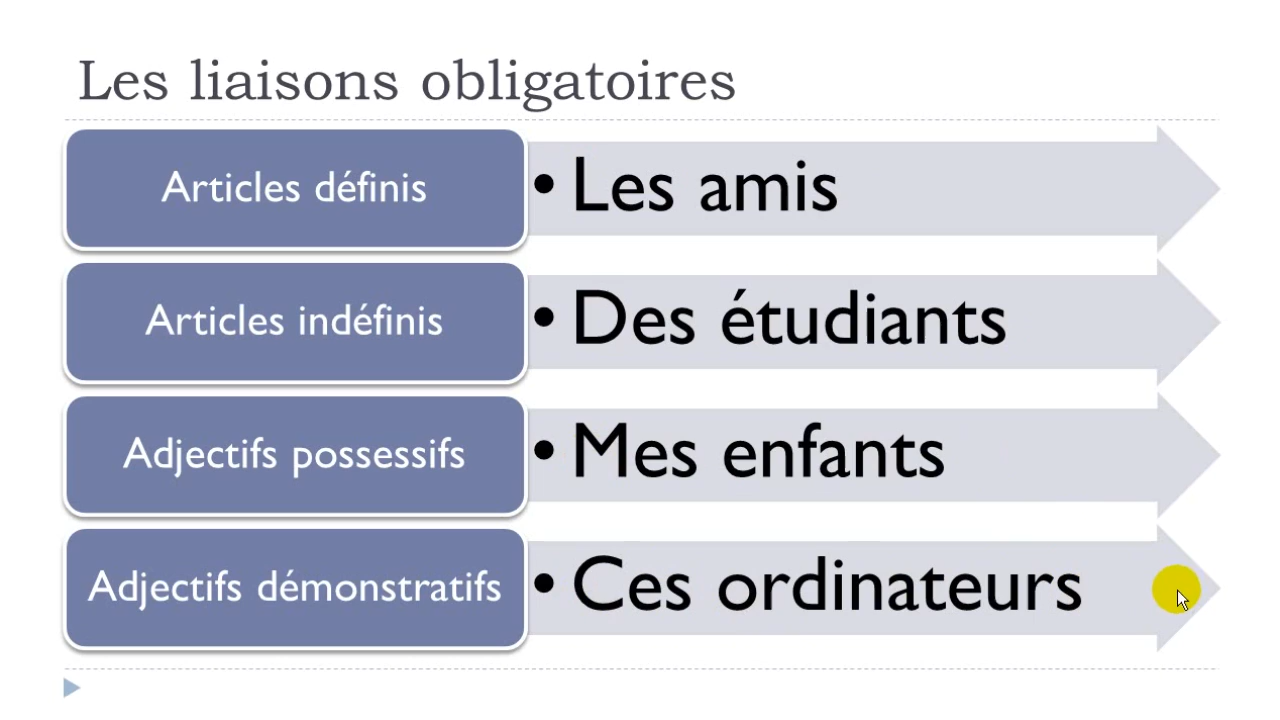 Les liaisons obligatoires
Articles définis
• Les amis
Articles indéfinis
• Des étudiants
Adjectifs possessifs
• Mes enfants
Adjectifs démonstratifs
• Ces ordinateurs